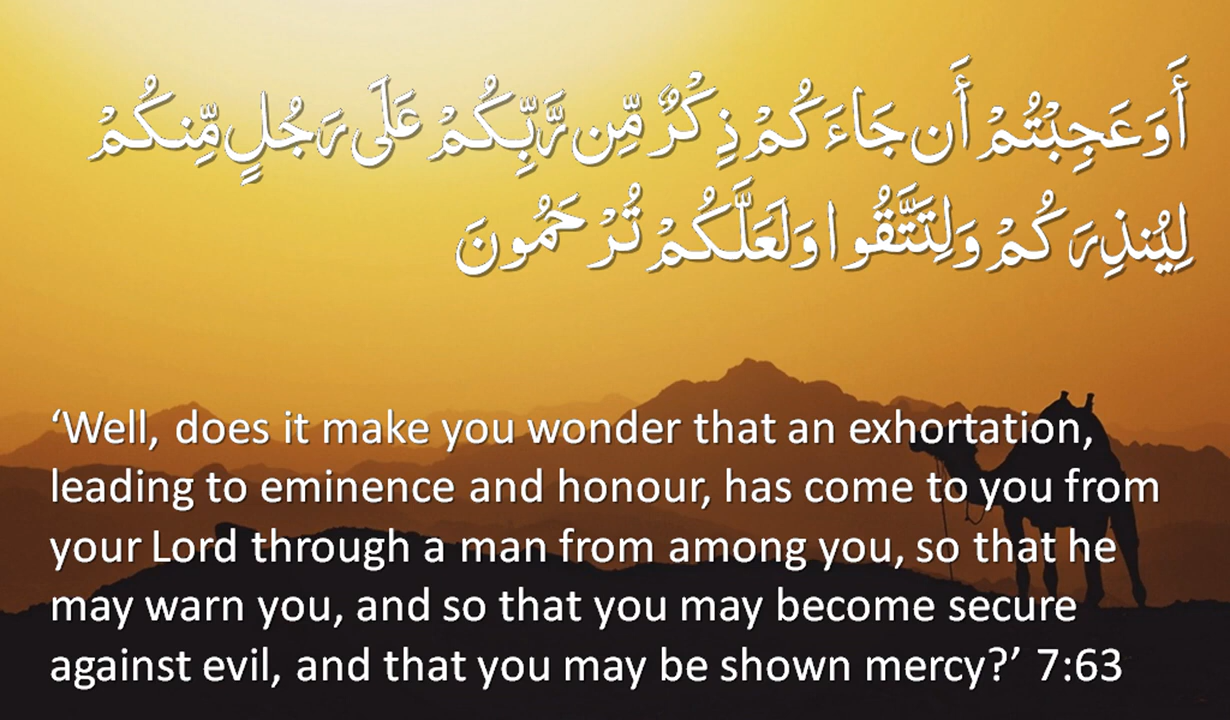 أَوَعَجِبْتُمْ أَن جَاءَكُمْ ذِكْرٌ مِّن رَّبِّكُمْ عَلَى رَجُلٍ مِّنكُمْ
لِيُنذِرَكُمْ وَلِتَتَّقُوا وَلَعَلَّكُمْ تُرْحَمُونَ
‘Well, does it make you wonder that an exhortation,
leading to eminence and honour, has come to you from
your Lord through a man from among you, so that he
may warn you, and so that you may become secure
against evil, and that you may be shown mercy?’ 7:63